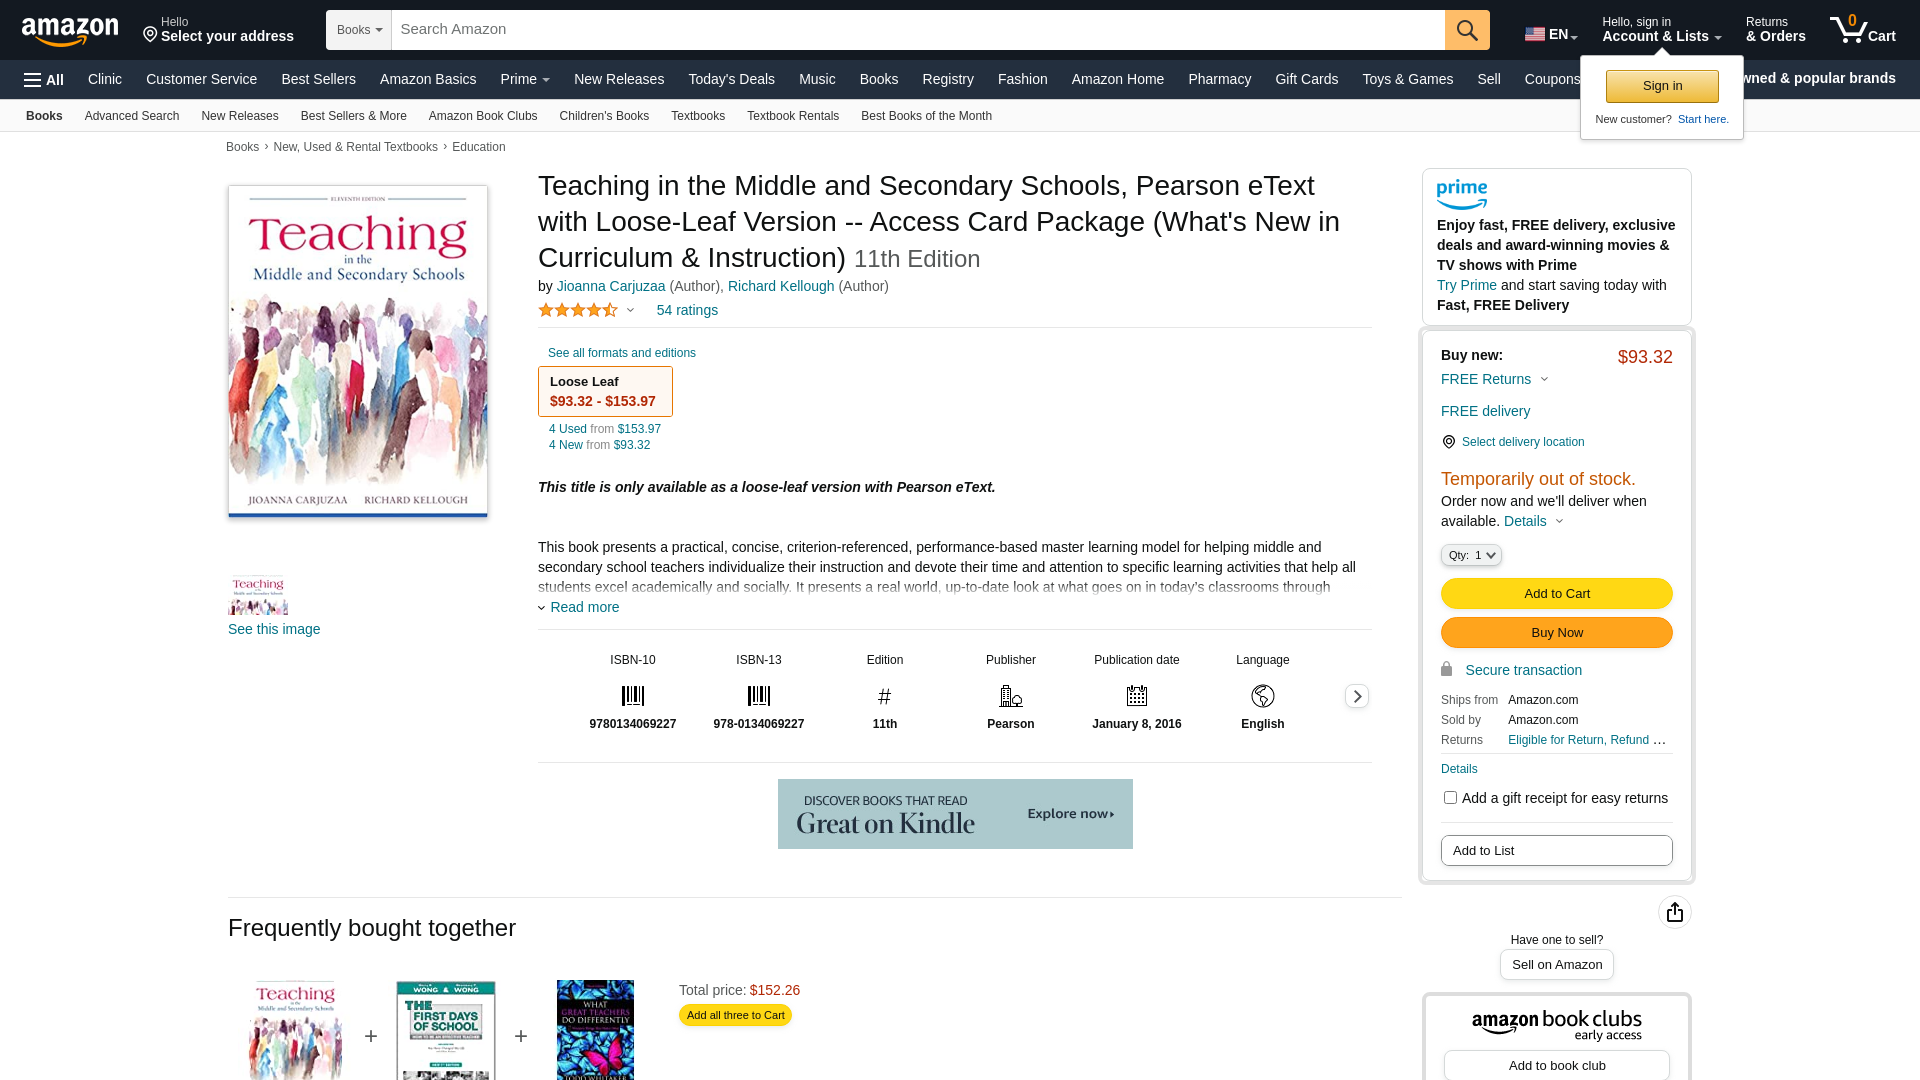 amazon
Hello
Select your address
Books
Search Amazon
EN
Hello, sign in
Account & Lists
Returns
& Orders
0
Cart
All
Clinic
Customer Service
Best Sellers
Amazon Basics
Prime
New Releases
Today's Deals
Music
Books
Registry
Fashion
Amazon Home
Pharmacy
Gift Cards
Toys & Games
Sell
Coupons
& popular brands
Sign in
New customer? Start here.
Books
Advanced Search
New Releases
Best Sellers & More
Amazon Book Clubs
Children's Books
Textbooks
Textbook Rentals
Best Books of the Month
Books › New, Used & Rental Textbooks › Education
ELEVENTH EDITION
Teaching
in the
Middle and Secondary Schools
JIOANNA CARJUZAA RICHARD KELLOUGH
Teaching
in the
Middle and Secondary Schools
See this image
Teaching in the Middle and Secondary Schools, Pearson eText
with Loose-Leaf Version -- Access Card Package (What's New in
Curriculum & Instruction) 11th Edition
by Jioanna Carjuzaa (Author), Richard Kellough (Author)
54 ratings
See all formats and editions
Loose Leaf
$93.32 - $153.97
4 Used from $153.97
4 New from $93.32
This title is only available as a loose-leaf version with Pearson eText.
This book presents a practical, concise, criterion-referenced, performance-based master learning model for helping middle and
secondary school teachers individualize their instruction and devote their time and attention to specific learning activities that help all
students excel academically and socially. It presents a real world, up-to-date look at what goes on in today's classrooms through
Read more
ISBN-10
9780134069227
ISBN-13
978-0134069227
Edition
#
11th
Publisher
Pearson
Publication date
January 8, 2016
Language
English
DISCOVER BOOKS THAT READ
Great on Kindle
Explore now
prime
Enjoy fast, FREE delivery, exclusive
deals and award-winning movies &
TV shows with Prime
Try Prime and start saving today with
Fast, FREE Delivery
Buy new:
$93.32
FREE Returns
FREE delivery
Select delivery location
Temporarily out of stock.
Order now and we'll deliver when
available. Details
Qty: 1
Add to Cart
Buy Now
Secure transaction
Ships from Amazon.com
Sold by Amazon.com
Returns Eligible for Return, Refund …
Details
Add a gift receipt for easy returns
Add to List
Have one to sell?
Sell on Amazon
amazon book clubs
early access
Add to book club
Frequently bought together
Teaching
in the
Middle and Secondary Schools
+
WONG & WONG
THE
FIRST DAYS
OF SCHOOL
+
WHAT
GREAT TEACHERS
DO DIFFERENTLY
TODD WHITAKER
Total price: $152.26
Add all three to Cart